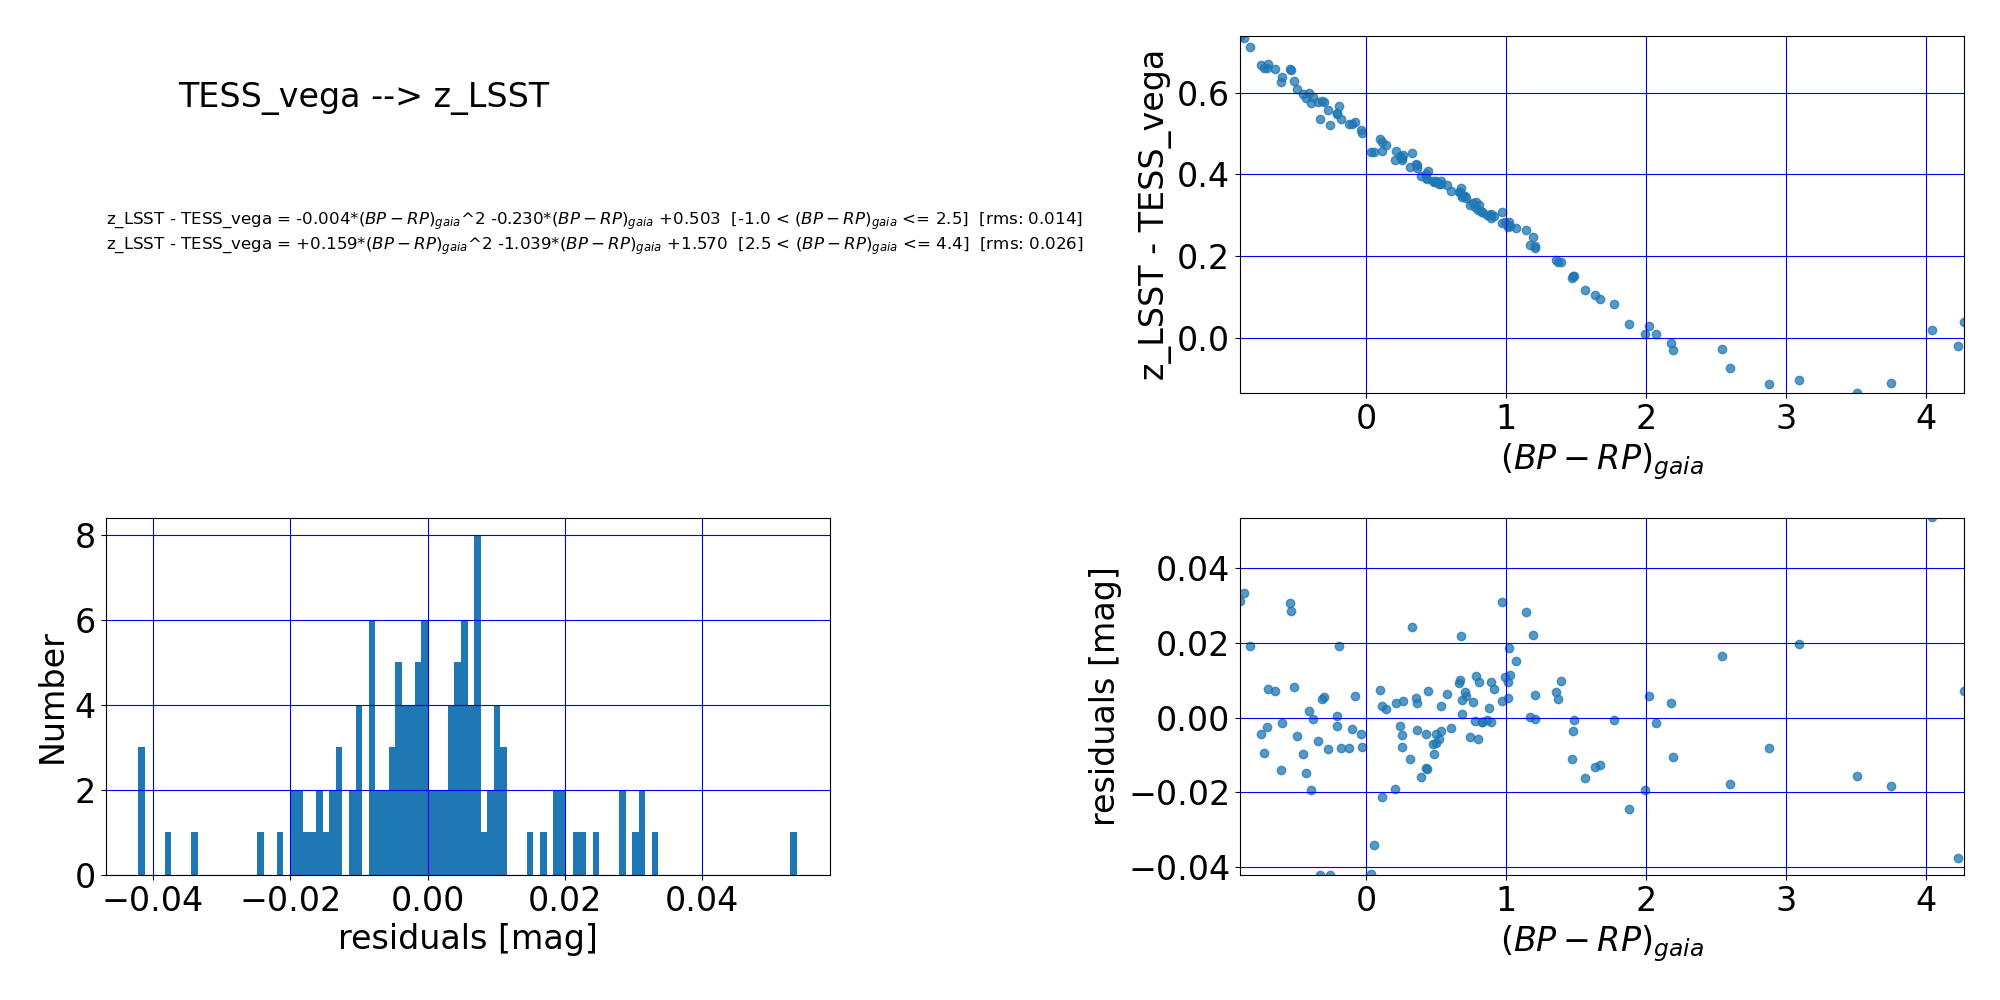 TESS_vega --> z_LSST
z_LSST - TESS_vega = -0.004*(BP − RP)gaia^2 -0.230*(BP − RP)gaia +0.503 [-1.0 < (BP − RP)gaia <= 2.5] [rms: 0.014]
z_LSST - TESS_vega = +0.159*(BP − RP)gaia^2 -1.039*(BP − RP)gaia +1.570 [2.5 < (BP − RP)gaia <= 4.4] [rms: 0.026]
z_LSST - TESS_vega
0.6
0.4
0.2
0.0
0 1 2 3 4
(BP − RP)gaia
Number
8
6
4
2
0
−0.04 −0.02 0.00 0.02 0.04
residuals [mag]
residuals [mag]
0.04
0.02
0.00
−0.02
−0.04
0 1 2 3 4
(BP − RP)gaia